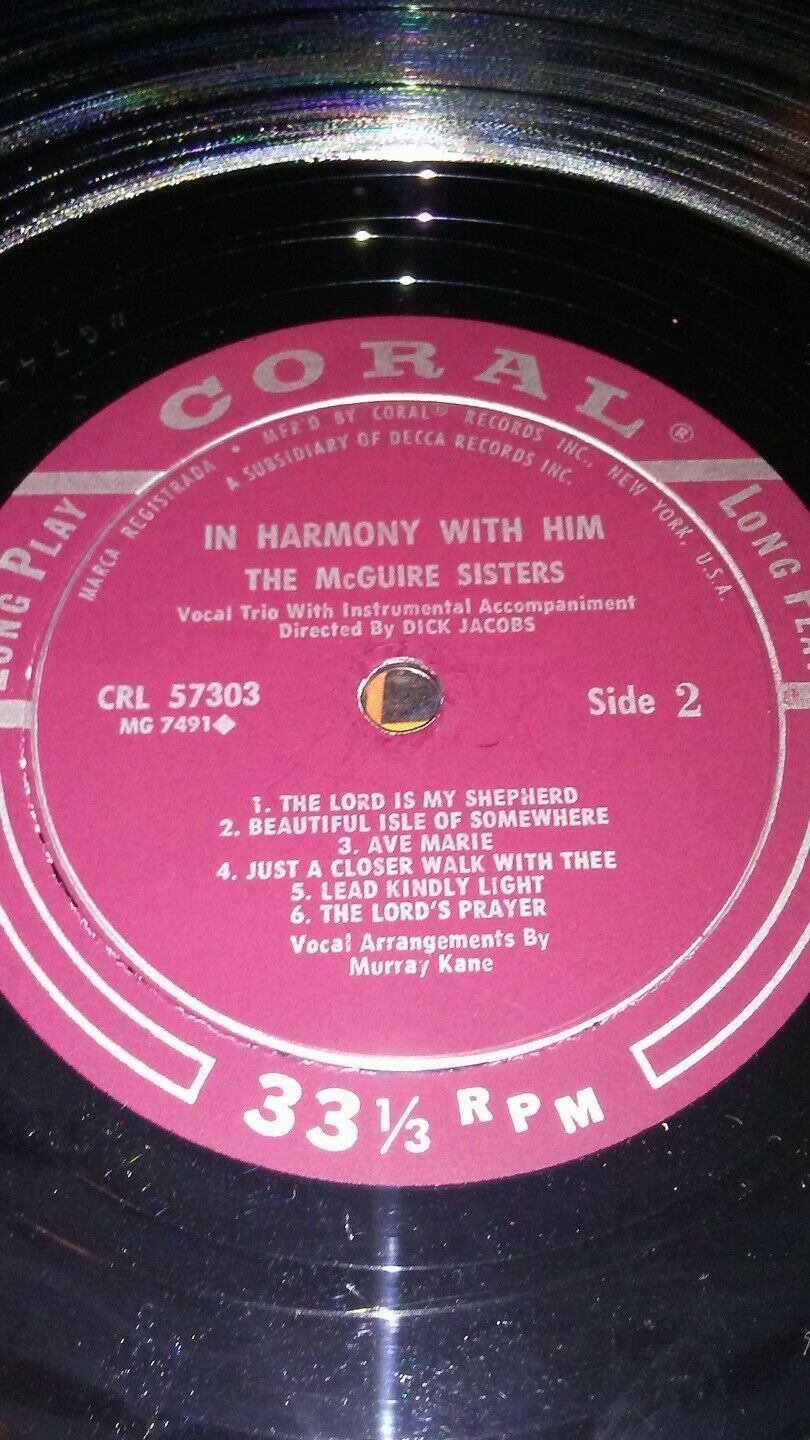 CORAL®
MARCA REGISTRADA • MFR'D BY CORAL RECORDS INC., NEW YORK, U.S.A.
A SUBSIDIARY OF DECCA RECORDS INC.
LONG PLAY
LONG
IN HARMONY WITH HIM
THE McGUIRE SISTERS
Vocal Trio With Instrumental Accompaniment
Directed By DICK JACOBS
CRL 57303
MG 7491◆
Side 2
1. THE LORD IS MY SHEPHERD
2. BEAUTIFUL ISLE OF SOMEWHERE
3. AVE MARIE
4. JUST A CLOSER WALK WITH THEE
5. LEAD KINDLY LIGHT
6. THE LORD'S PRAYER
Vocal Arrangements By
Murray Kane
33 1/3 RPM